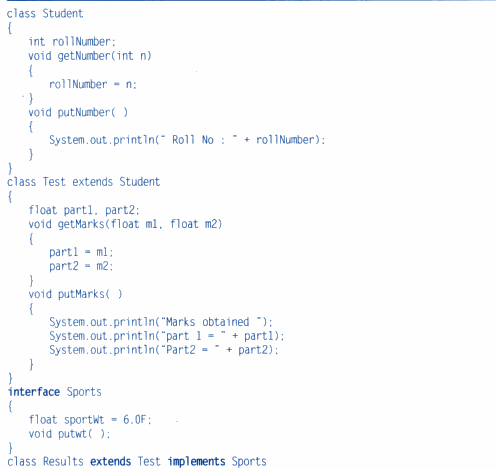 class Student
{
int rollNumber;
void getNumber(int n)
{
rollNumber = n;
}
void putNumber( )
{
System.out.println(" Roll No : " + rollNumber);
}
}
class Test extends Student
{
float part1, part2;
void getMarks(float m1, float m2)
{
part1 = m1;
part2 = m2;
}
void putMarks( )
{
System.out.println("Marks obtained ");
System.out.println("part 1 = " + part1);
System.out.println("Part2 = " + part2);
}
}
interface Sports
{
float sportWt = 6.0F;
void putwt( );
}
class Results extends Test implements Sports